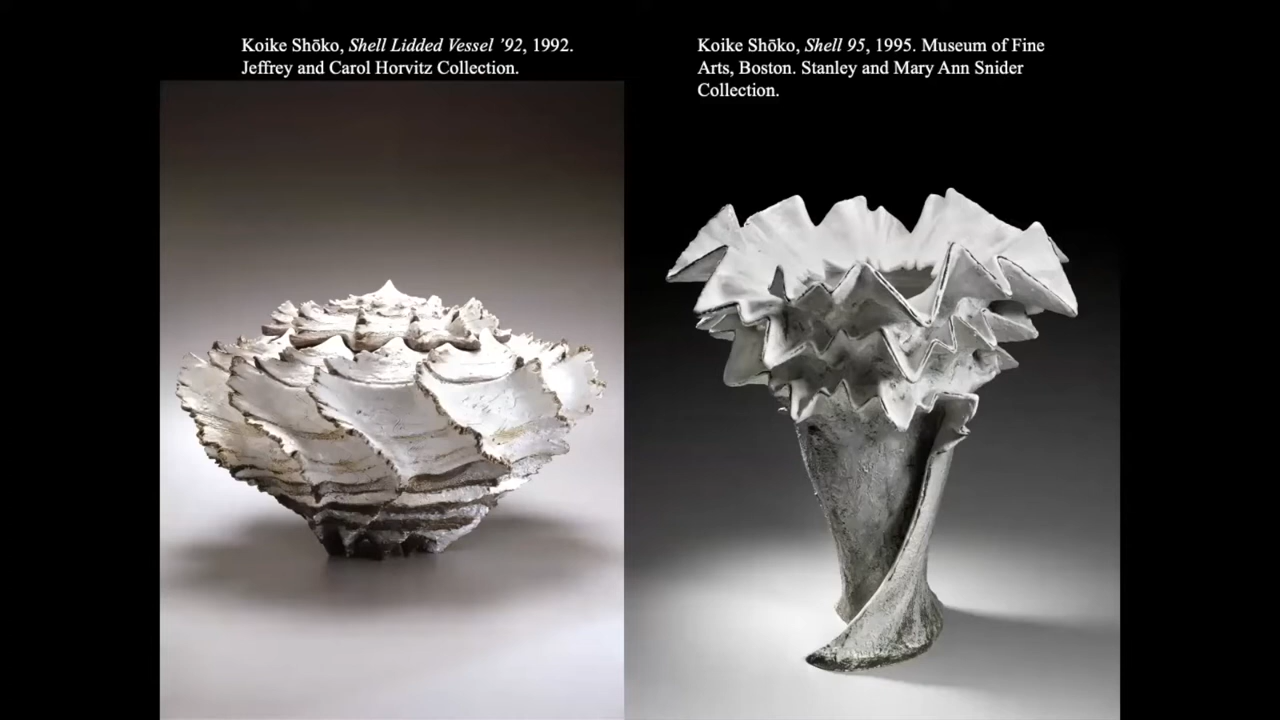 Koike Shōko, Shell Lidded Vessel ’92, 1992.
Jeffrey and Carol Horvitz Collection.
Koike Shōko, Shell 95, 1995. Museum of Fine
Arts, Boston. Stanley and Mary Ann Snider
Collection.